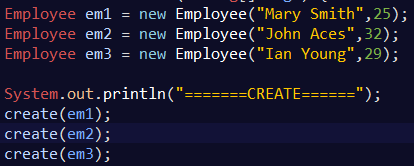 Employee em1 = new Employee("Mary Smith",25);
Employee em2 = new Employee("John Aces",32);
Employee em3 = new Employee("Ian Young",29);
System.out.println("=======CREATE======");
create(em1);
create(em2);
create(em3);